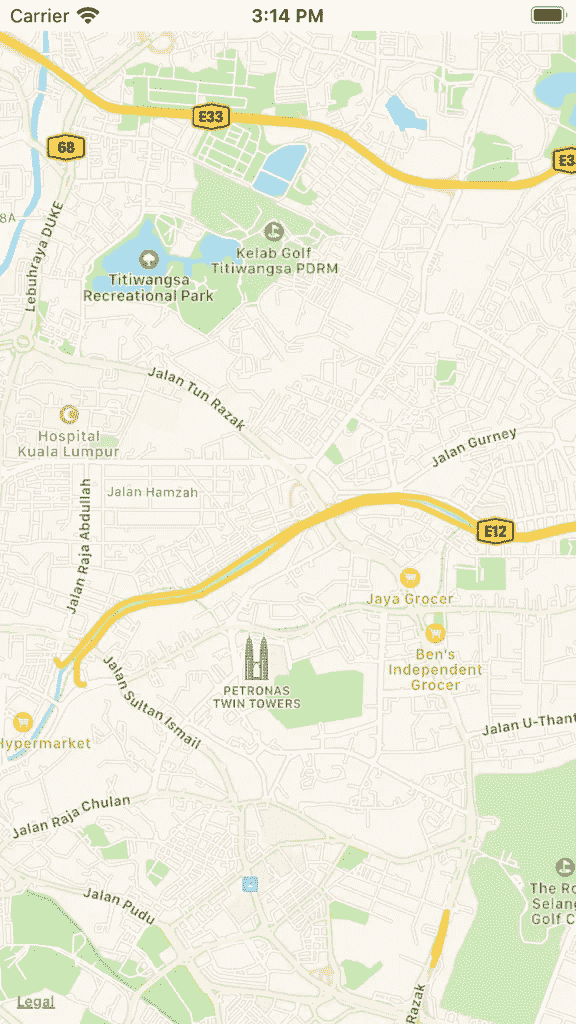 Carrier 3:14 PM
E33
68
E3
8A
Lebuhraya DUKE
Kelab Golf
Titiwangsa PDRM
Titiwangsa
Recreational Park
Jalan Tun Razak
Hospital
Kuala Lumpur
Jalan Gurney
Jalan Hamzah
Jalan Raja Abdullah
E12
Jaya Grocer
Ben's
Independent
Grocer
PETRONAS
TWIN TOWERS
Jalan Sultan Ismail
Hypermarket
Jalan U-Thant
Jalan Raja Chulan
The Ro
Selang
Golf C
Jalan Pudu
Razak
Legal